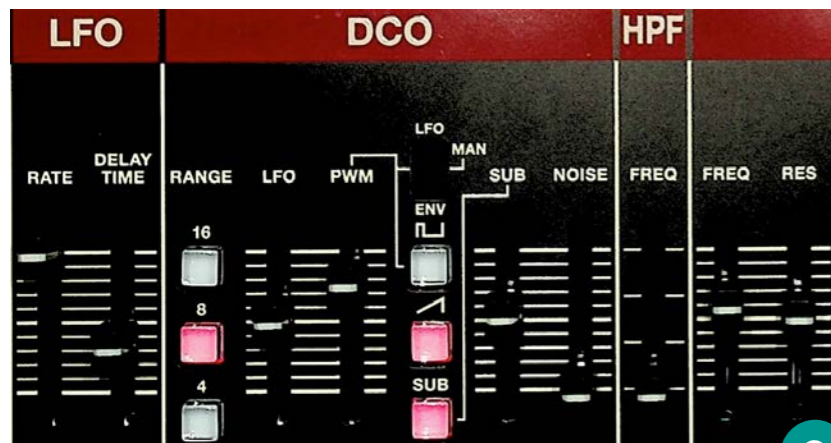 LFO
DCO
HPF
RATE
DELAY
TIME
RANGE
LFO
PWM
LFO
MAN
ENV
SUB
NOISE
FREQ
FREQ
RES
16
8
4
SUB